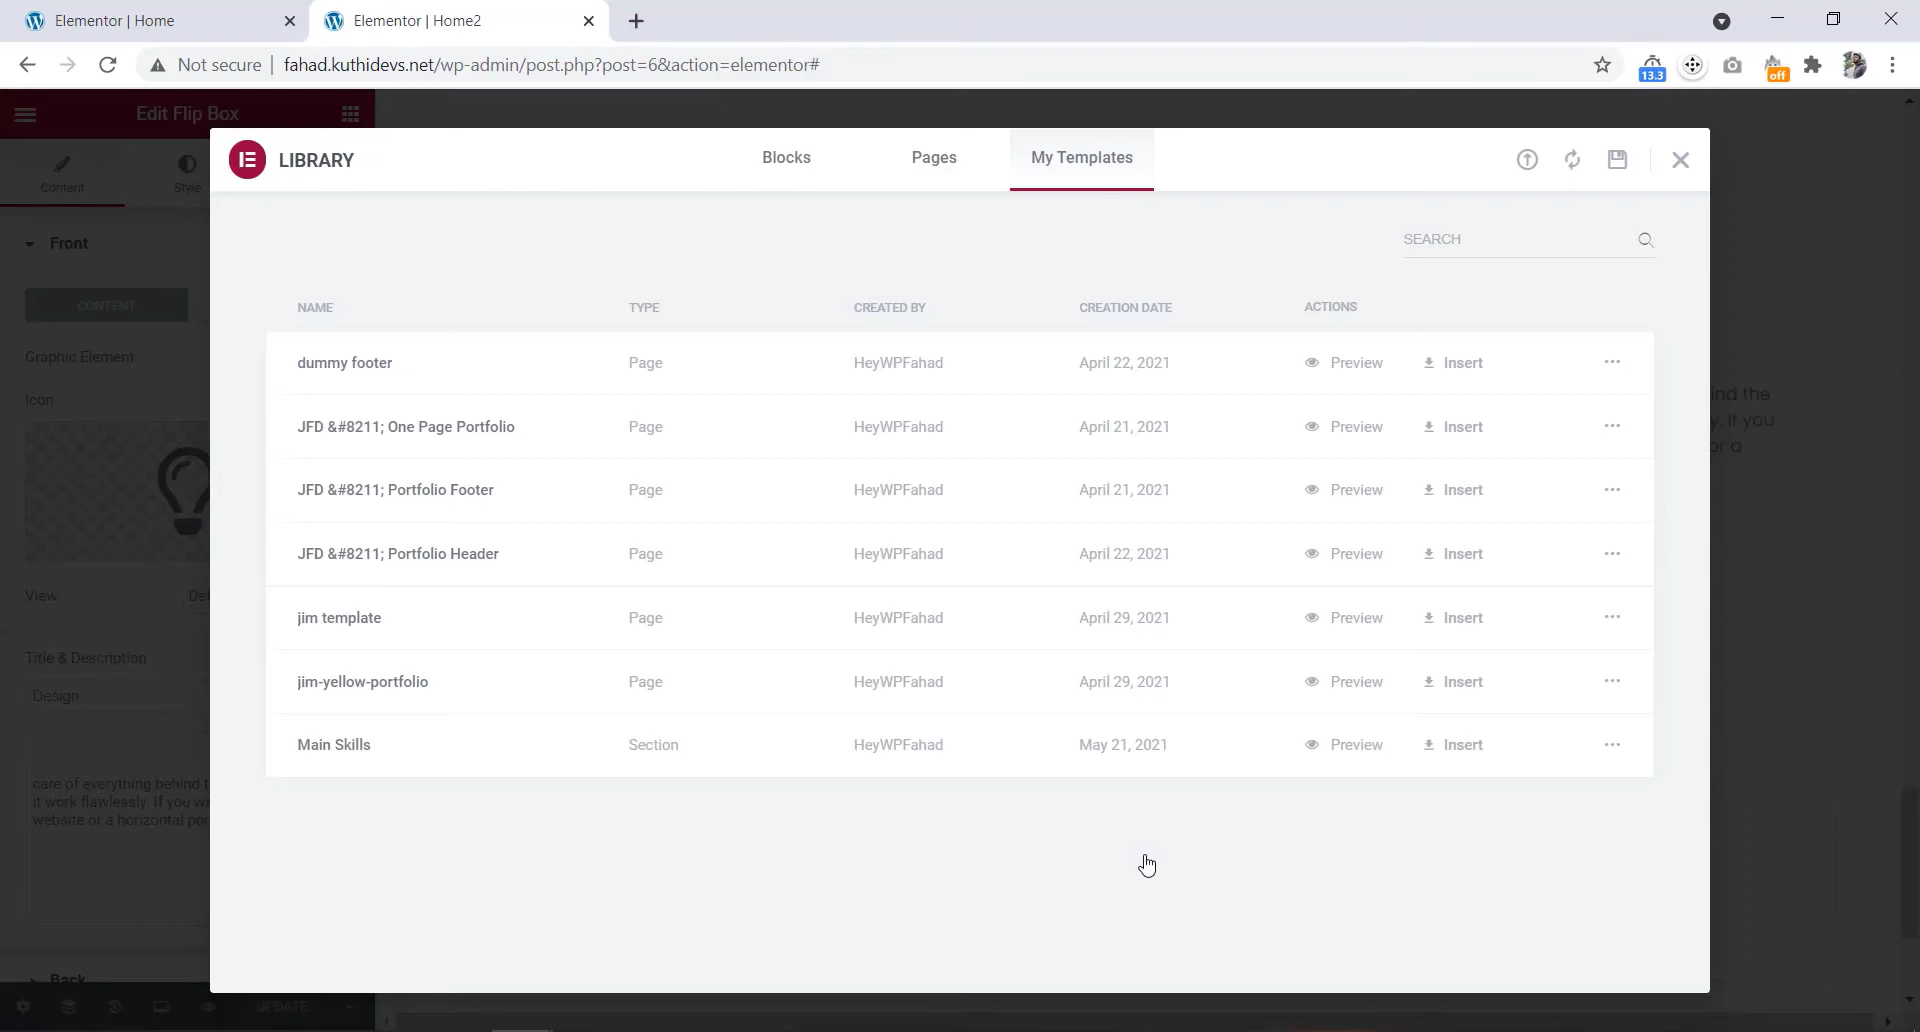 Elementor | Home
Elementor | Home2
Not secure
fahad.kuthidevs.net/wp-admin/post.php?post=6&action=elementor#
13.3
off
Edit Flip Box
Content
Style
Front
CONTENT
Graphic Element
Icon
View
Def
Title & Description
Design
care of everything behind t
it work flawlessly. If you wa
website or a horizontal por
Back
UPDATE
LIBRARY
Blocks
Pages
My Templates
SEARCH
NAME TYPE CREATED BY CREATION DATE ACTIONS
dummy footer Page HeyWPFahad April 22, 2021 Preview Insert
JFD &#8211; One Page Portfolio Page HeyWPFahad April 21, 2021 Preview Insert
JFD &#8211; Portfolio Footer Page HeyWPFahad April 21, 2021 Preview Insert
JFD &#8211; Portfolio Header Page HeyWPFahad April 22, 2021 Preview Insert
jim template Page HeyWPFahad April 29, 2021 Preview Insert
jim-yellow-portfolio Page HeyWPFahad April 29, 2021 Preview Insert
Main Skills Section HeyWPFahad May 21, 2021 Preview Insert
ind the
y. If you
or a